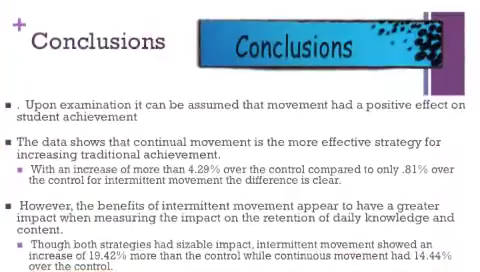 +
Conclusions
Conclusions
. Upon examination it can be assumed that movement had a positive effect on
student achievement
The data shows that continual movement is the more effective strategy for
increasing traditional achievement.
With an increase of more than 4.29% over the control compared to only .81% over
the control for intermittent movement the difference is clear.
However, the benefits of intermittent movement appear to have a greater
impact when measuring the impact on the retention of daily knowledge and
content.
Though both strategies had sizable impact, intermittent movement showed an
increase of 19.42% more than the control while continuous movement had 14.44%
over the control.